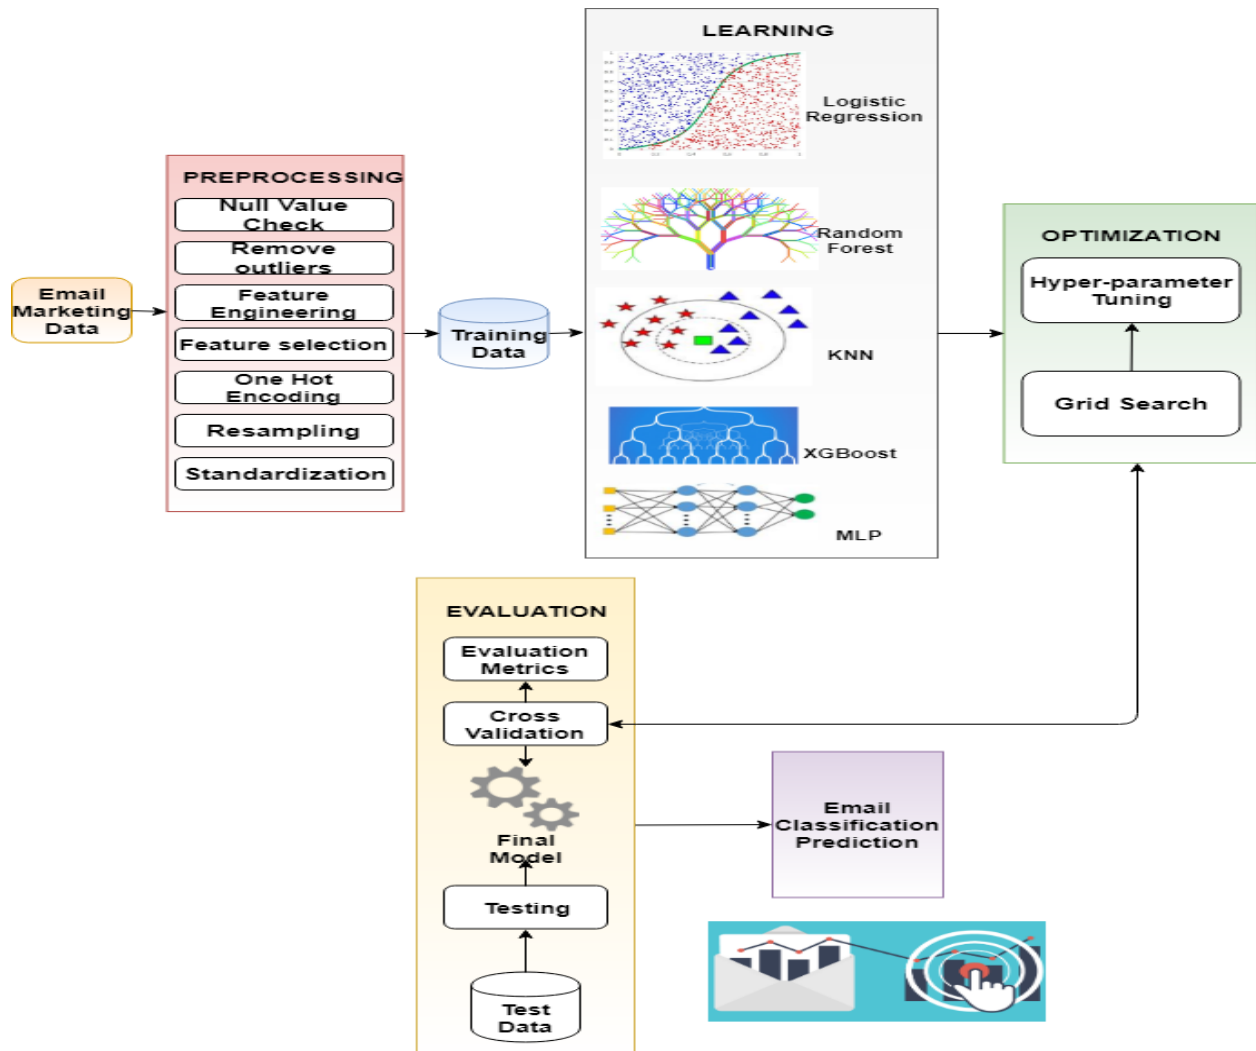 LEARNING
Logistic
Regression
Random
Forest
KNN
XGBoost
MLP
PREPROCESSING
Null Value
Check
Remove
outliers
Feature
Engineering
Feature selection
One Hot
Encoding
Resampling
Standardization
Email
Marketing
Data
Training
Data
OPTIMIZATION
Hyper-parameter
Tuning
Grid Search
EVALUATION
Evaluation
Metrics
Cross
Validation
Final
Model
Testing
Test
Data
Email
Classification
Prediction